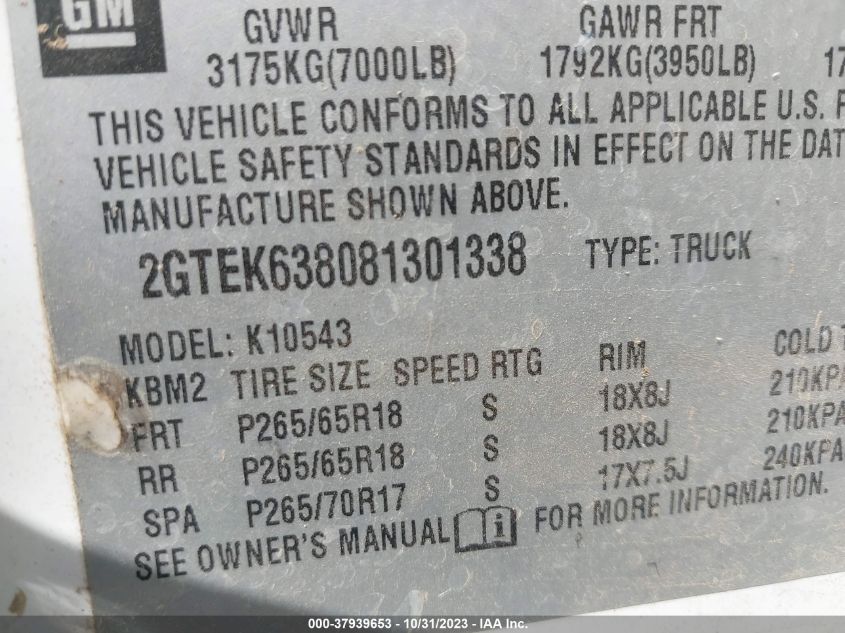 GM
GVWR GAWR FRT
3175KG(7000LB) 1792KG(3950LB) 17
THIS VEHICLE CONFORMS TO ALL APPLICABLE U.S. F
VEHICLE SAFETY STANDARDS IN EFFECT ON THE DAT
MANUFACTURE SHOWN ABOVE.
2GTEK638081301338 TYPE: TRUCK
MODEL: K10543
KBM2 TIRE SIZE SPEED RTG RIM COLD T
FRT P265/65R18 S 18X8J 210KPA
RR P265/65R18 S 18X8J 210KPA
SPA P265/70R17 S 17X7.5J 240KPA
SEE OWNER'S MANUAL i FOR MORE INFORMATION.
000-37939653 - 10/31/2023 - IAA Inc.